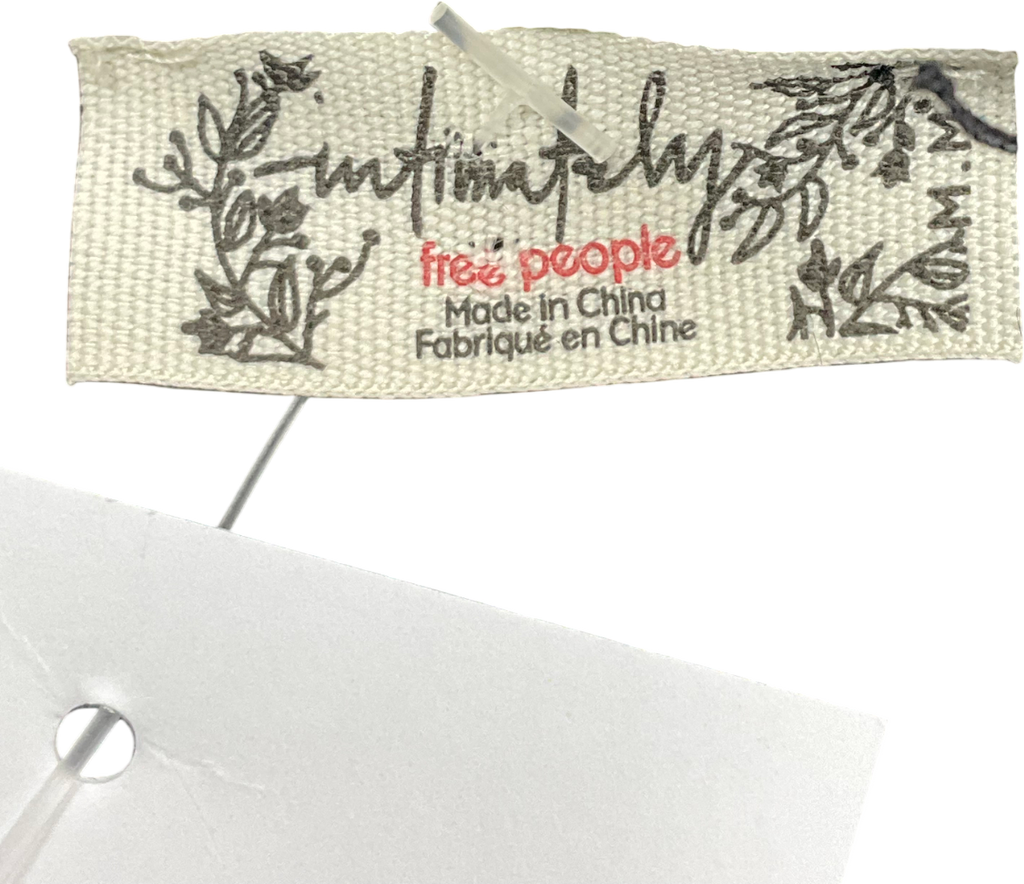 intimately
free people
Made in China
Fabriqué en Chine